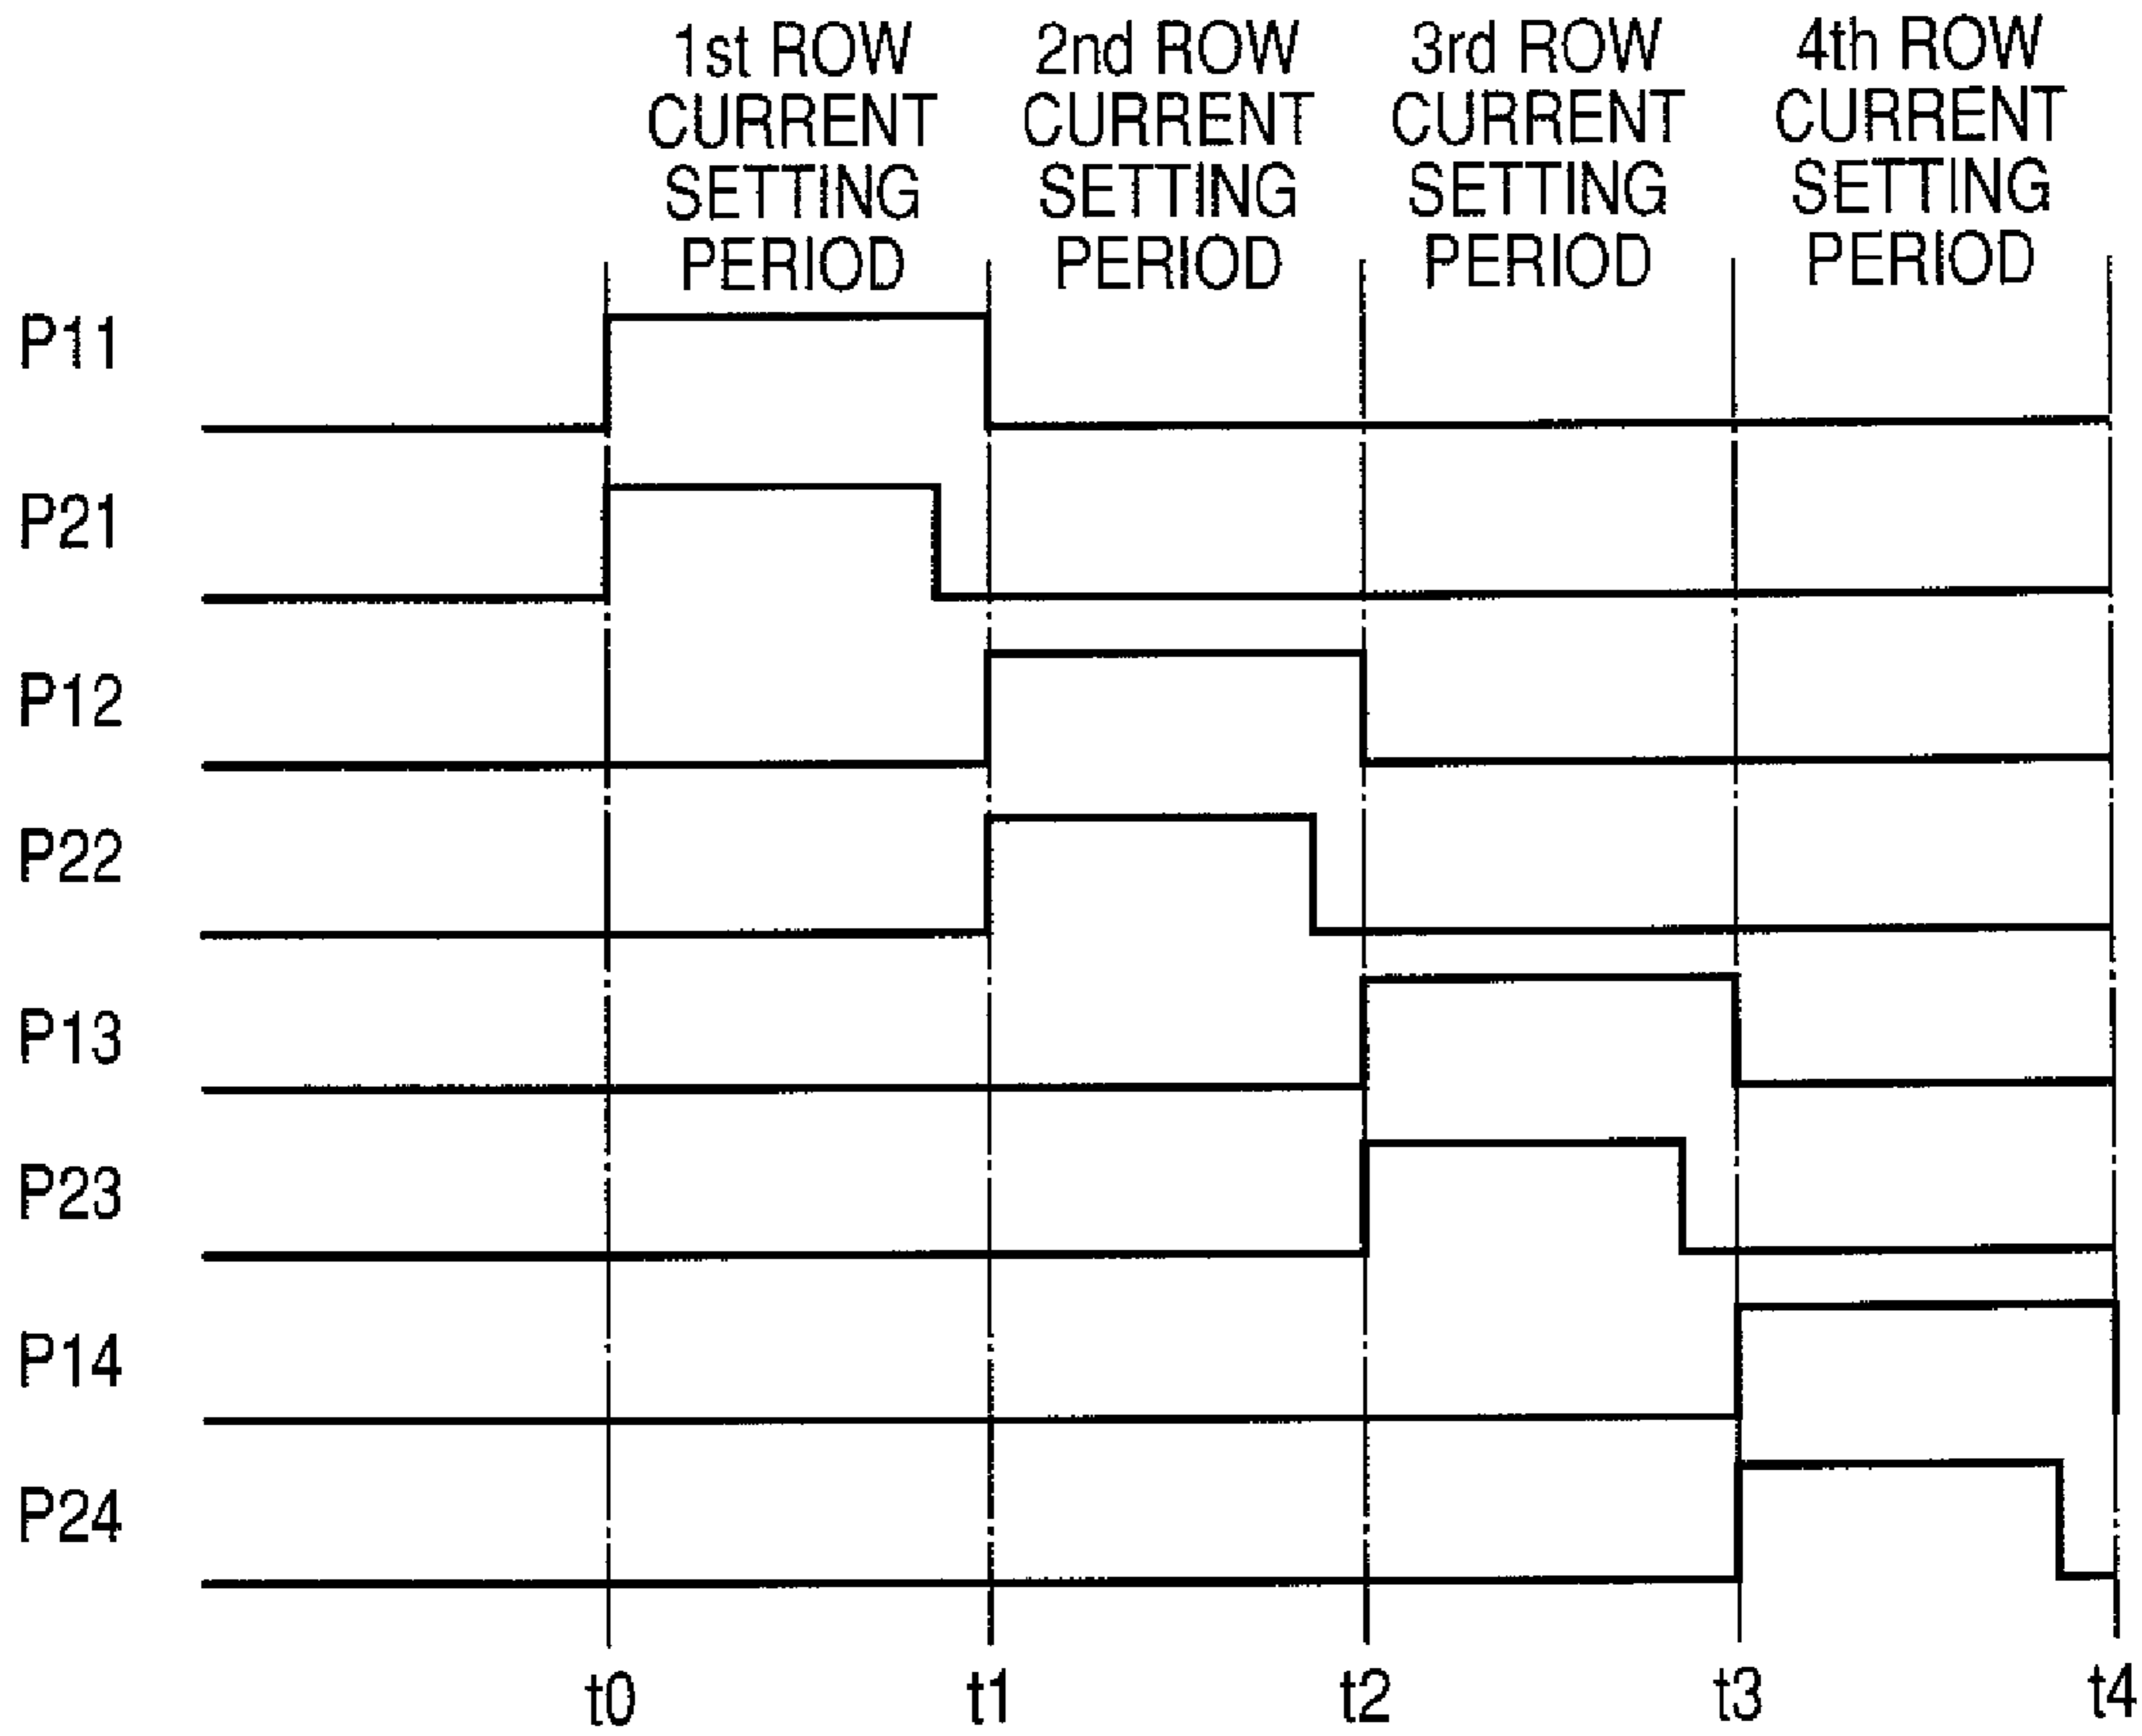 1st ROW
CURRENT
SETTING
PERIOD
2nd ROW
CURRENT
SETTING
PERIOD
3rd ROW
CURRENT
SETTING
PERIOD
4th ROW
CURRENT
SETTING
PERIOD
P11
P21
P12
P22
P13
P23
P14
P24
t0 t1 t2 t3 t4